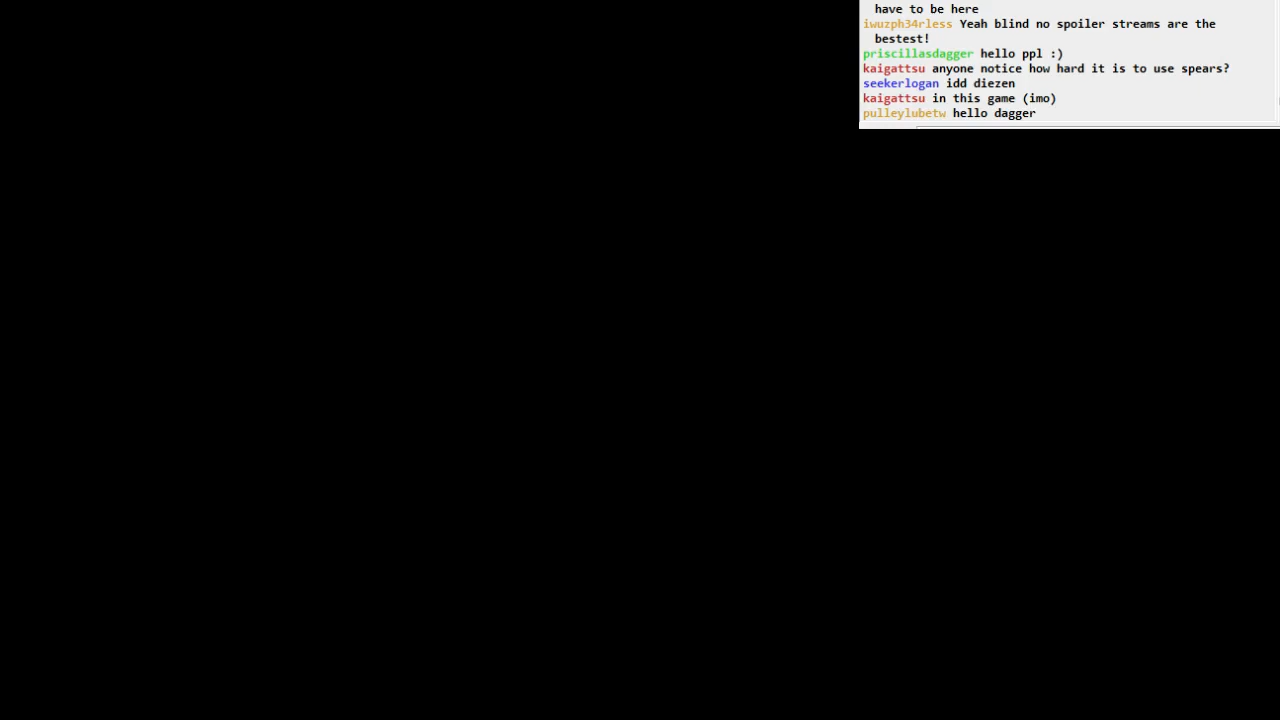 have to be here
iwuzph34rless Yeah blind no spoiler streams are the
bestest!
priscillasdagger hello ppl :)
kaigattsu anyone notice how hard it is to use spears?
seekerlogan idd diezen
kaigattsu in this game (imo)
pulleylubetw hello dagger